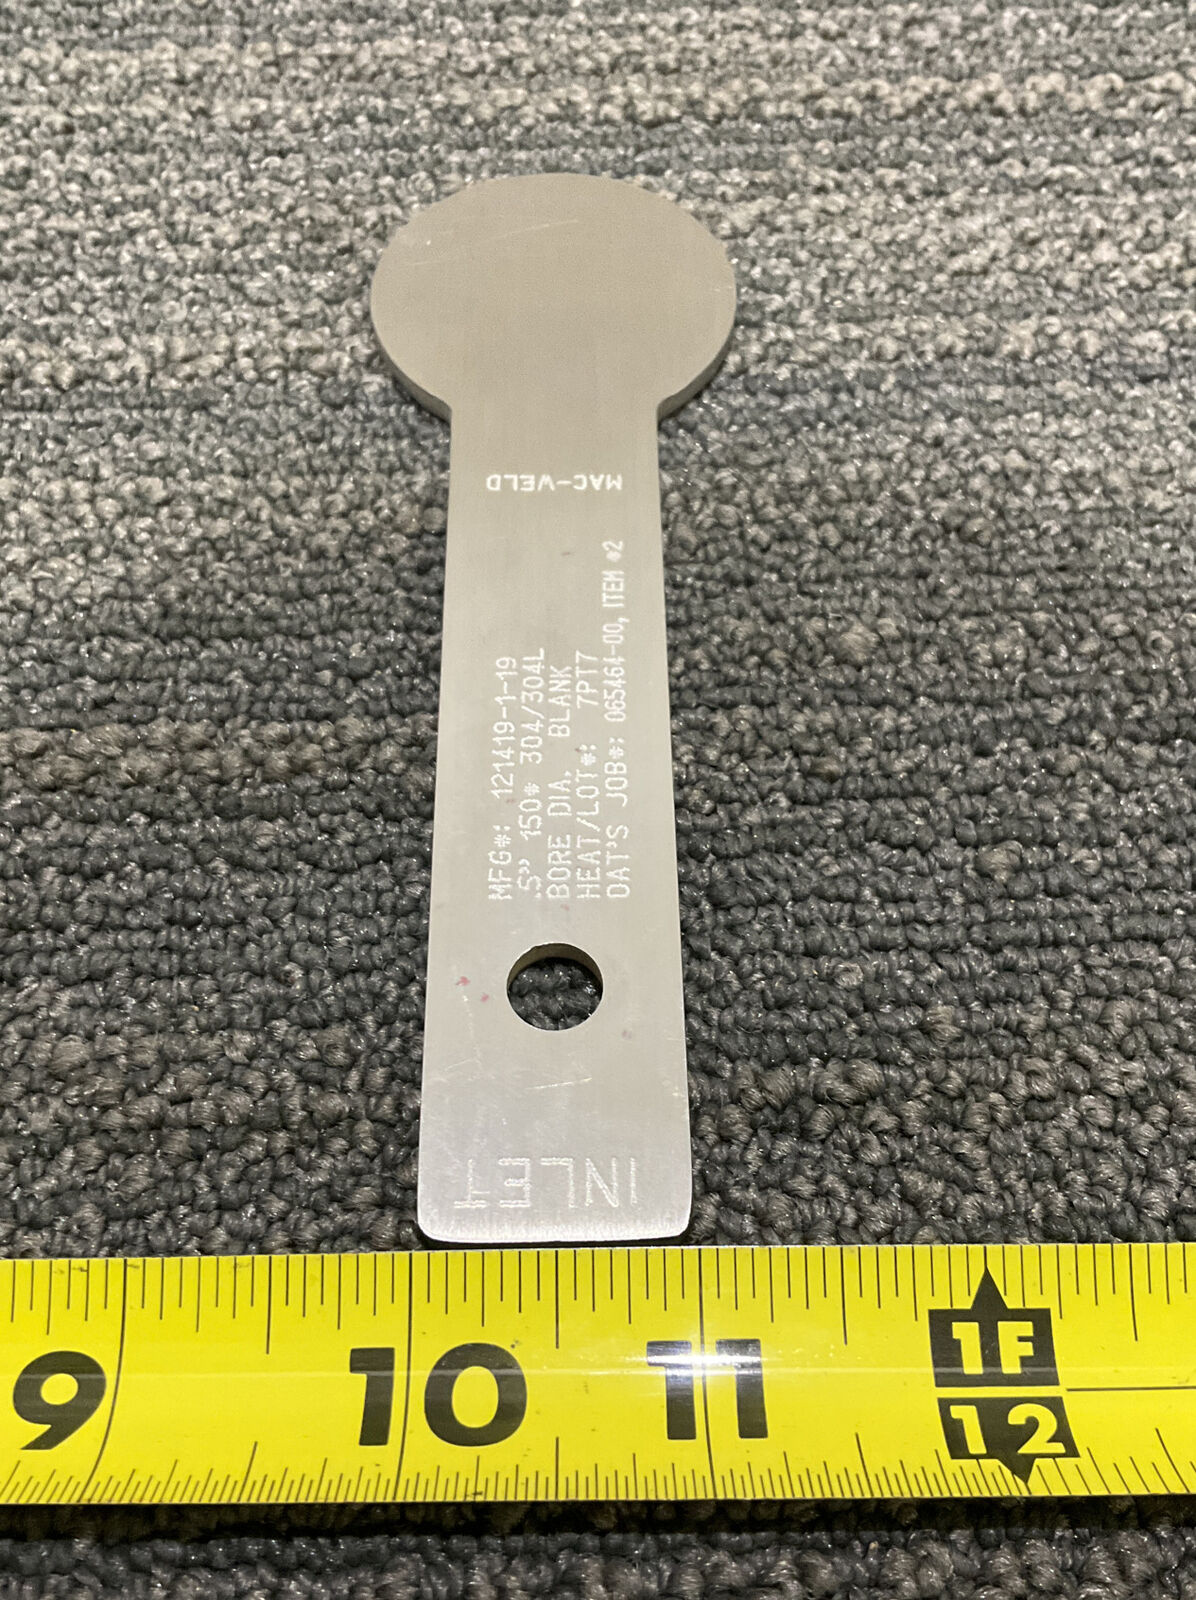 MAC-WELD
MFG#: 121419-1-19
.5" 150# 304/304L
BORE DIA. BLANK
HEAT/LOT#: 7PT7
OAT'S JOB#: 065464-00, ITEM #2
INLET
9 10 11 1F
12